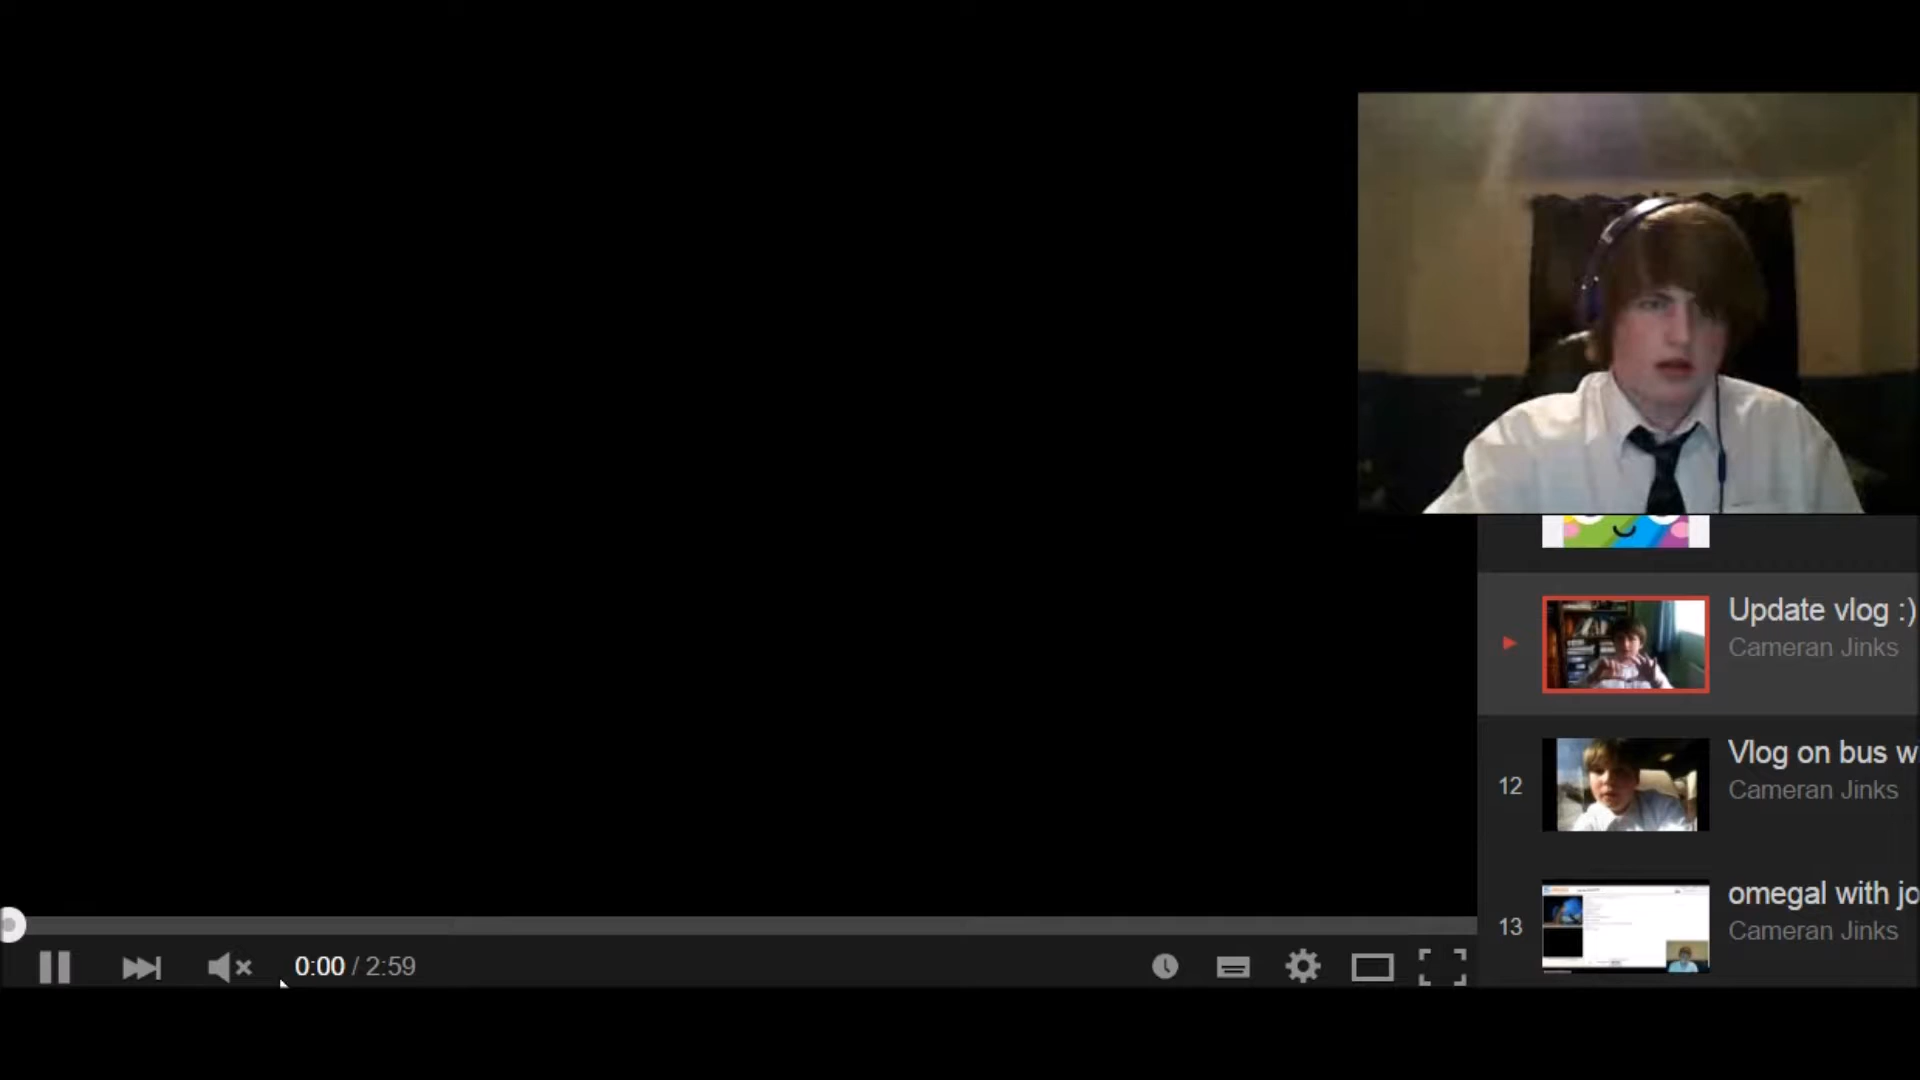 Update vlog :)
Cameran Jinks
12
Vlog on bus w
Cameran Jinks
13
omegal with jo
Cameran Jinks
0:00 / 2:59